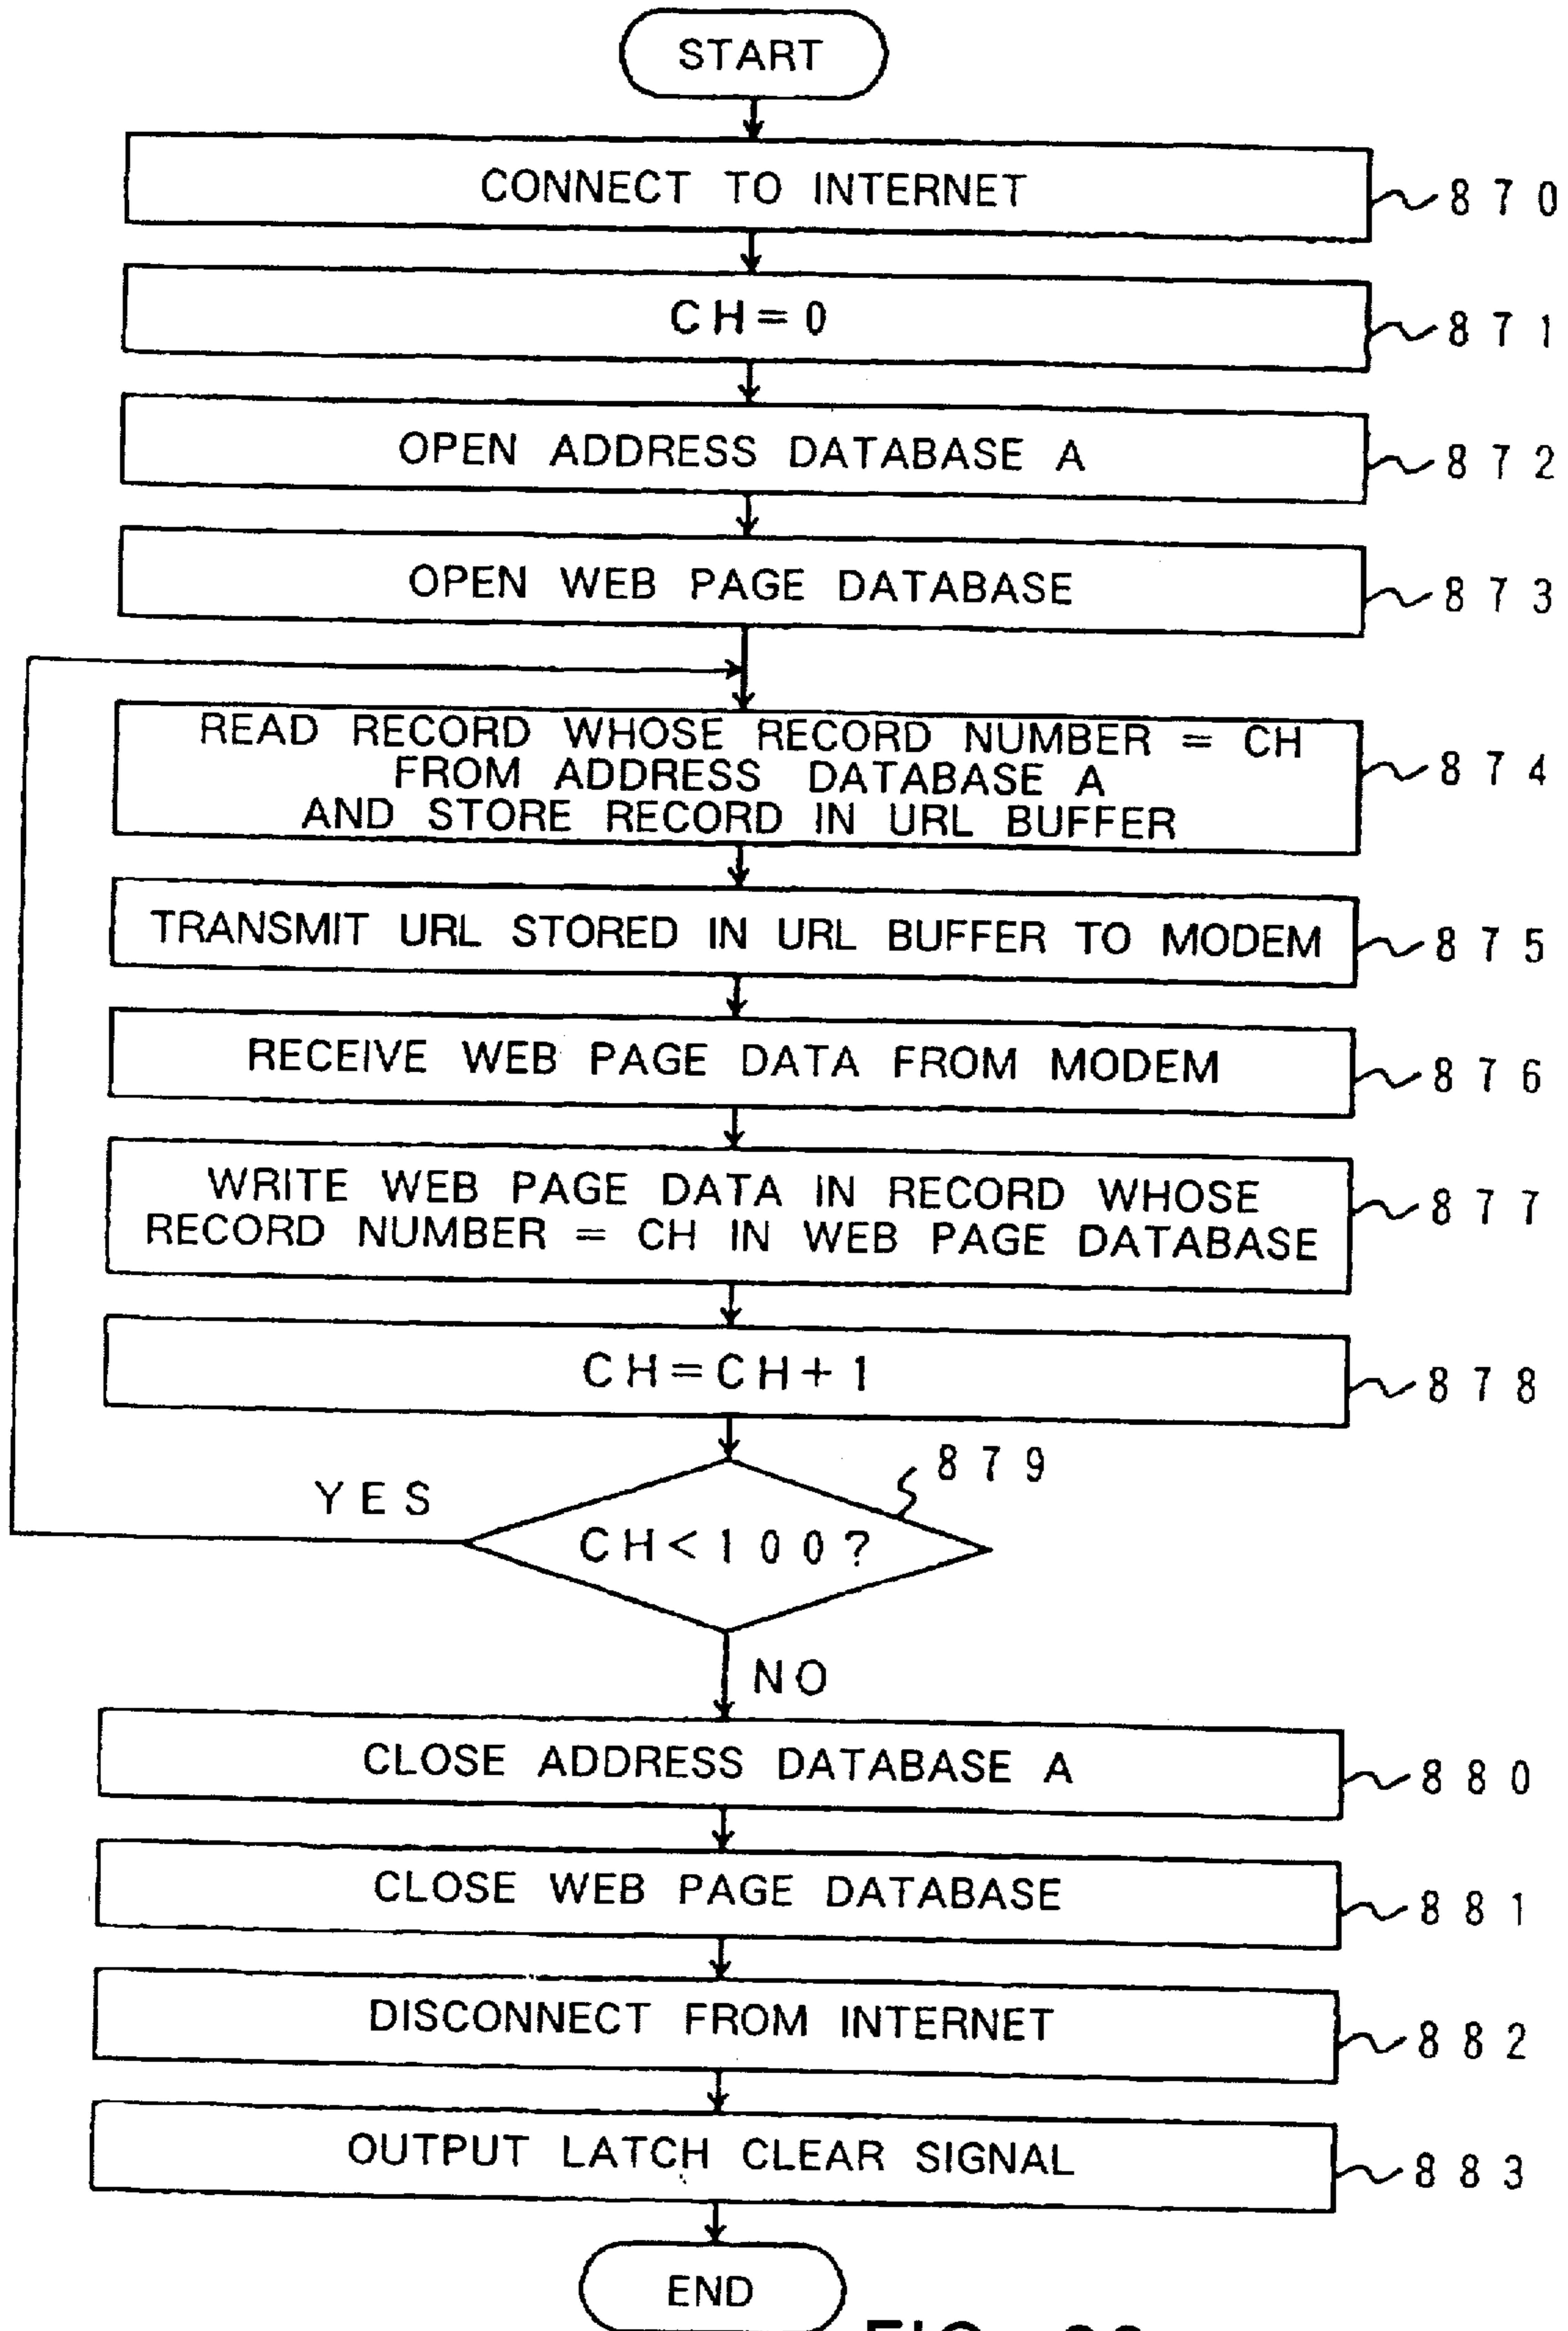 START
CONNECT TO INTERNET
870
CH=0
871
OPEN ADDRESS DATABASE A
872
OPEN WEB PAGE DATABASE
873
READ RECORD WHOSE RECORD NUMBER = CH
FROM ADDRESS DATABASE A
AND STORE RECORD IN URL BUFFER
874
TRANSMIT URL STORED IN URL BUFFER TO MODEM
875
RECEIVE WEB PAGE DATA FROM MODEM
876
WRITE WEB PAGE DATA IN RECORD WHOSE
RECORD NUMBER = CH IN WEB PAGE DATABASE
877
CH=CH+1
878
879
YES
CH<100?
NO
CLOSE ADDRESS DATABASE A
880
CLOSE WEB PAGE DATABASE
881
DISCONNECT FROM INTERNET
882
OUTPUT LATCH CLEAR SIGNAL
883
END
FIG.